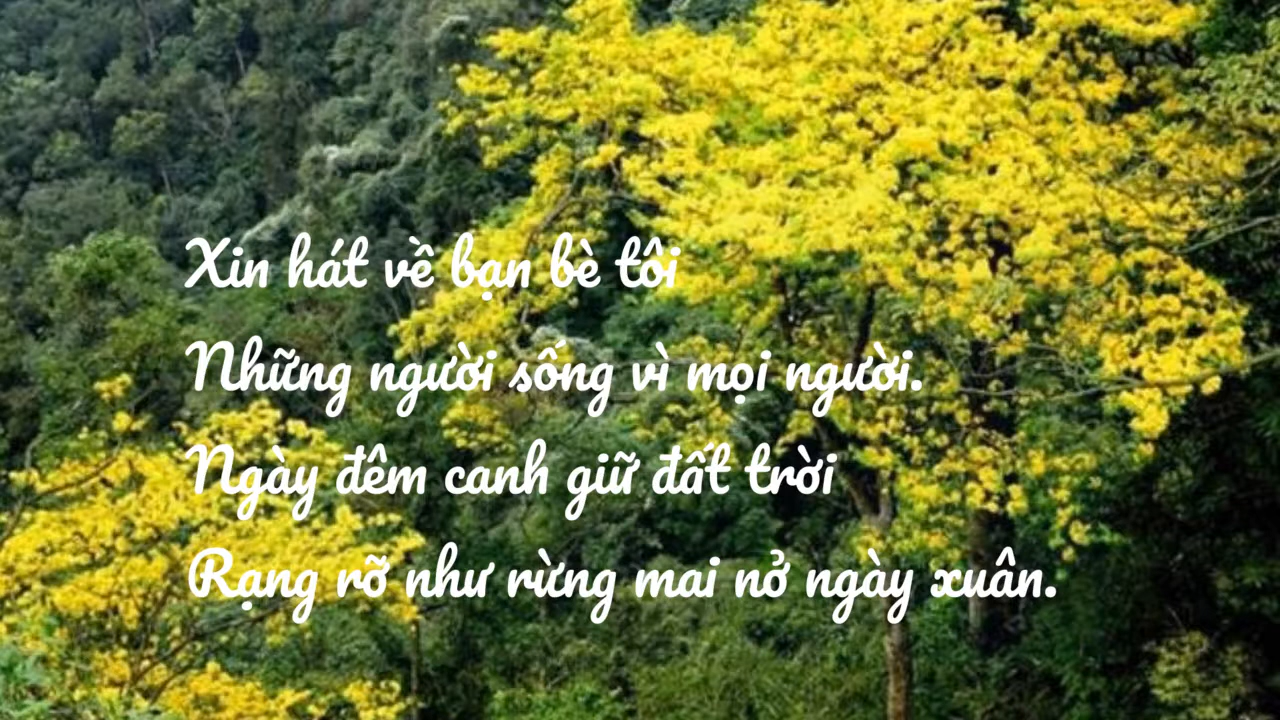 Xin hát về bạn bè tôi
Những người sống vì mọi người.
Ngày đêm canh giữ đất trời
Rạng rỡ như rừng mai nở ngày xuân.